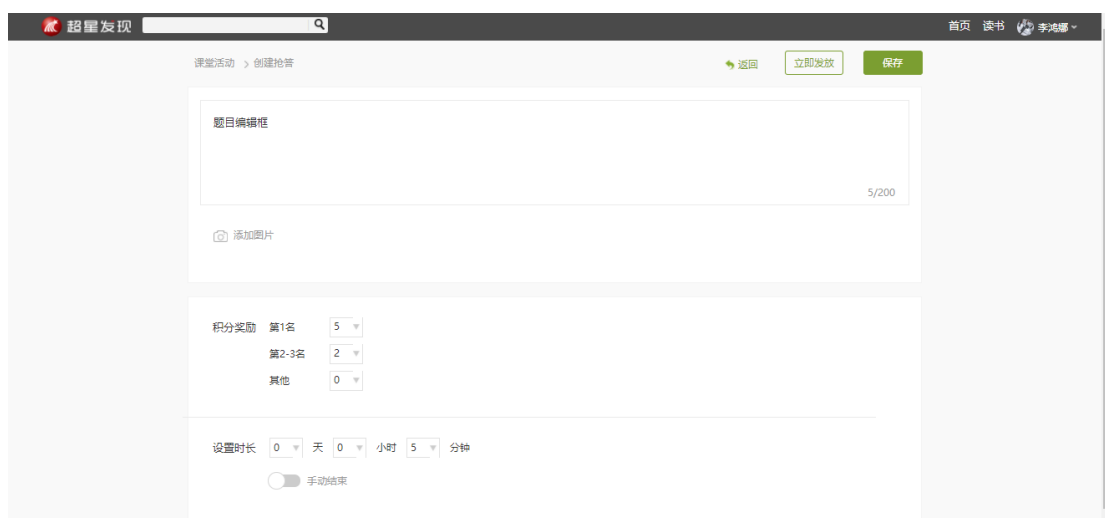 超星发现 首页 读书 李鸿娜
课堂活动 > 创建抢答 返回 立即发放 保存
题目编辑框
5/200
添加图片
积分奖励 第1名 5
第2-3名 2
其他 0
设置时长 0 天 0 小时 5 分钟
手动结束